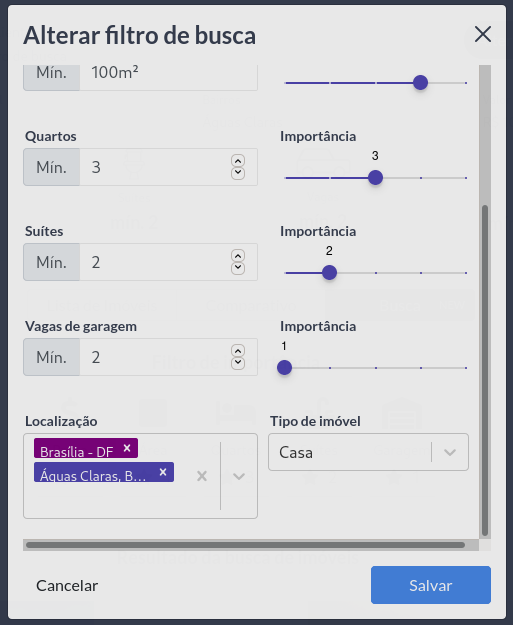 Alterar filtro de busca
Mín. 100m²
Quartos
Importância
Mín. 3
3
Suítes
Importância
Mín. 2
2
Vagas de garagem
Importância
Mín. 2
1
Localização
Tipo de imóvel
Brasília - DF ×
Águas Claras, B... ×
Casa
Cancelar
Salvar